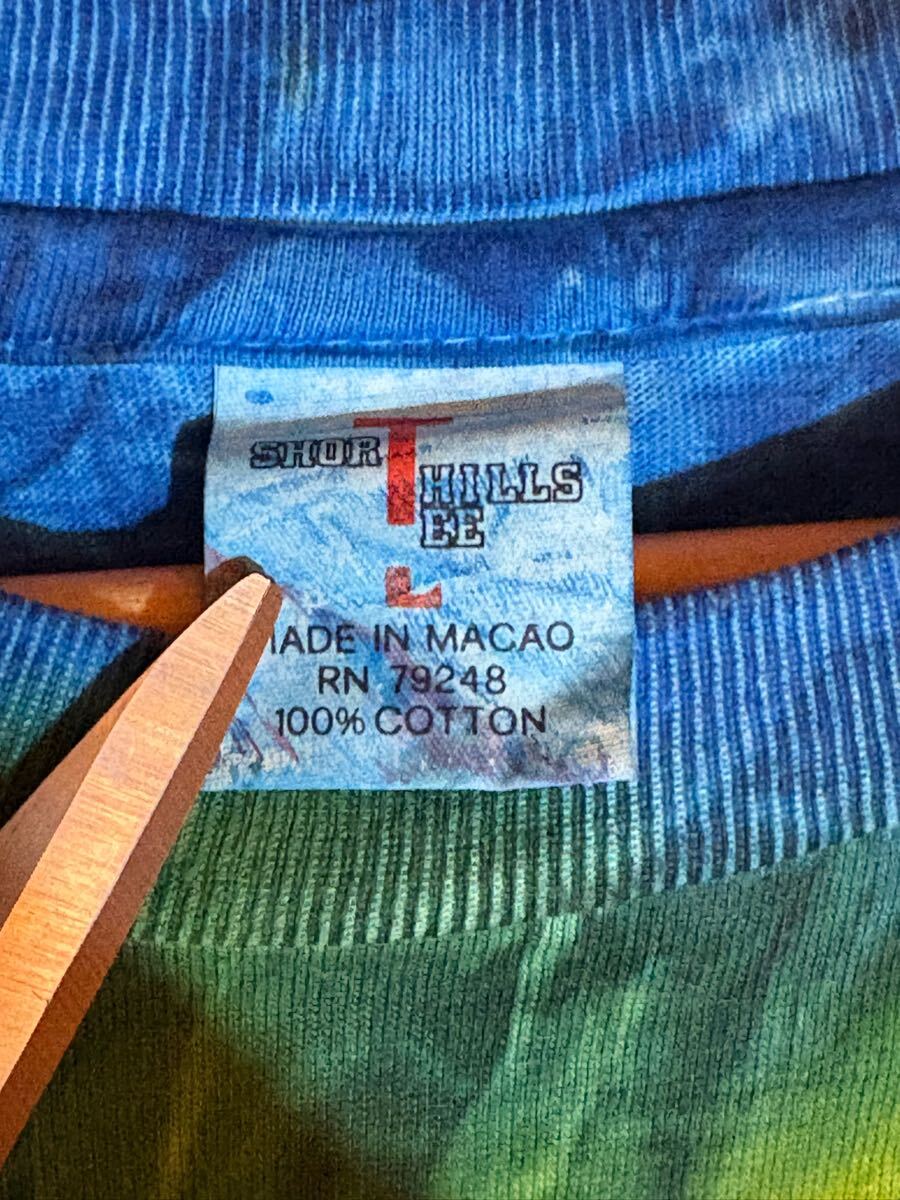 SHORT HILLS
TEE
L
MADE IN MACAO
RN 79248
100% COTTON